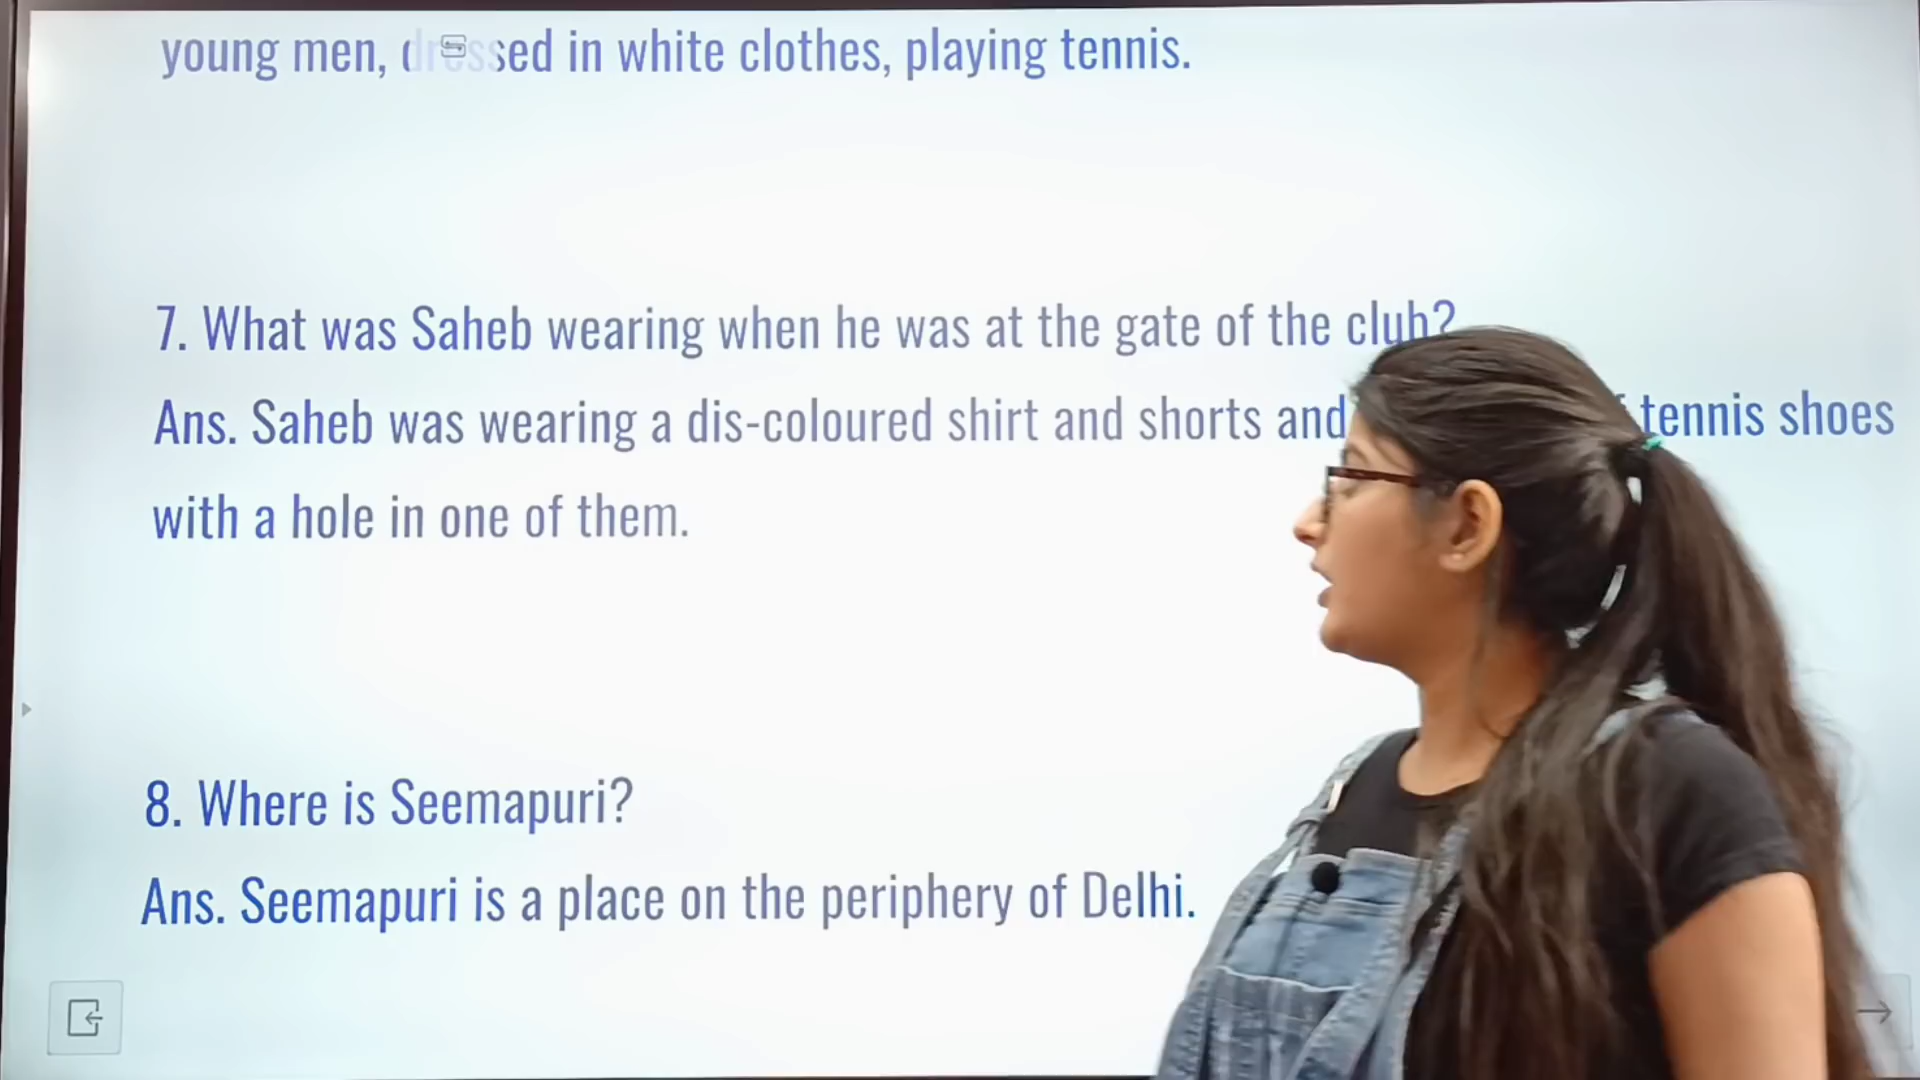 young men, dressed in white clothes, playing tennis.
7. What was Saheb wearing when he was at the gate of the club?
Ans. Saheb was wearing a dis-coloured shirt and shorts and tennis shoes
with a hole in one of them.
8. Where is Seemapuri?
Ans. Seemapuri is a place on the periphery of Delhi.